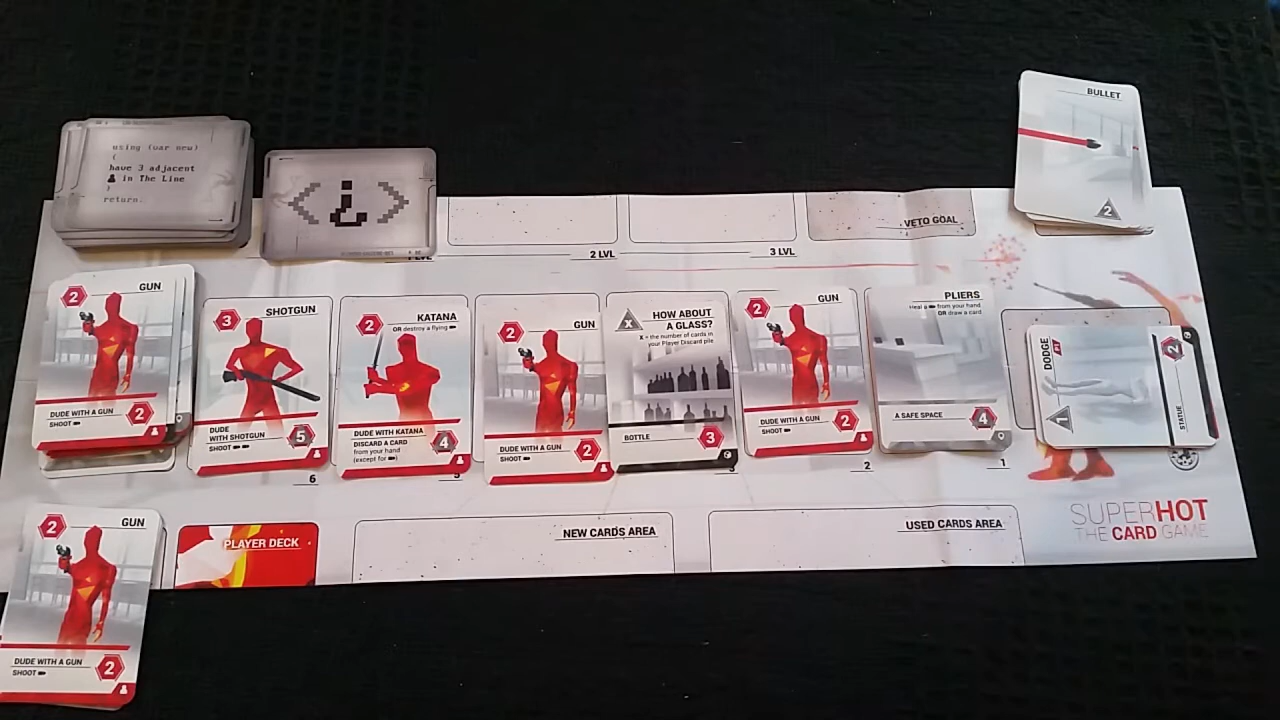 using (var new)
(
have 3 adjacent
in The Line
)
return.
<¿>
2 LVL
3 LVL
VETO GOAL
BULLET
2
2
GUN
DUDE WITH A GUN
SHOOT
2
3
SHOTGUN
DUDE
WITH SHOTGUN
SHOOT
5
6
2
KATANA
OR destroy a flying
DUDE WITH KATANA
DISCARD A CARD
from your hand
(except for )
4
5
2
GUN
DUDE WITH A GUN
SHOOT
2
X
HOW ABOUT
A GLASS?
X = the number of cards in
your Player Discard pile
BOTTLE
3
3
2
GUN
DUDE WITH A GUN
SHOOT
2
2
PLIERS
Heal a from your hand
OR draw a card
A SAFE SPACE
4
1
DODGE
1
2
STATUE
SUPERHOT
THE CARD GAME
2
GUN
DUDE WITH A GUN
SHOOT
2
PLAYER DECK
NEW CARDS AREA
USED CARDS AREA